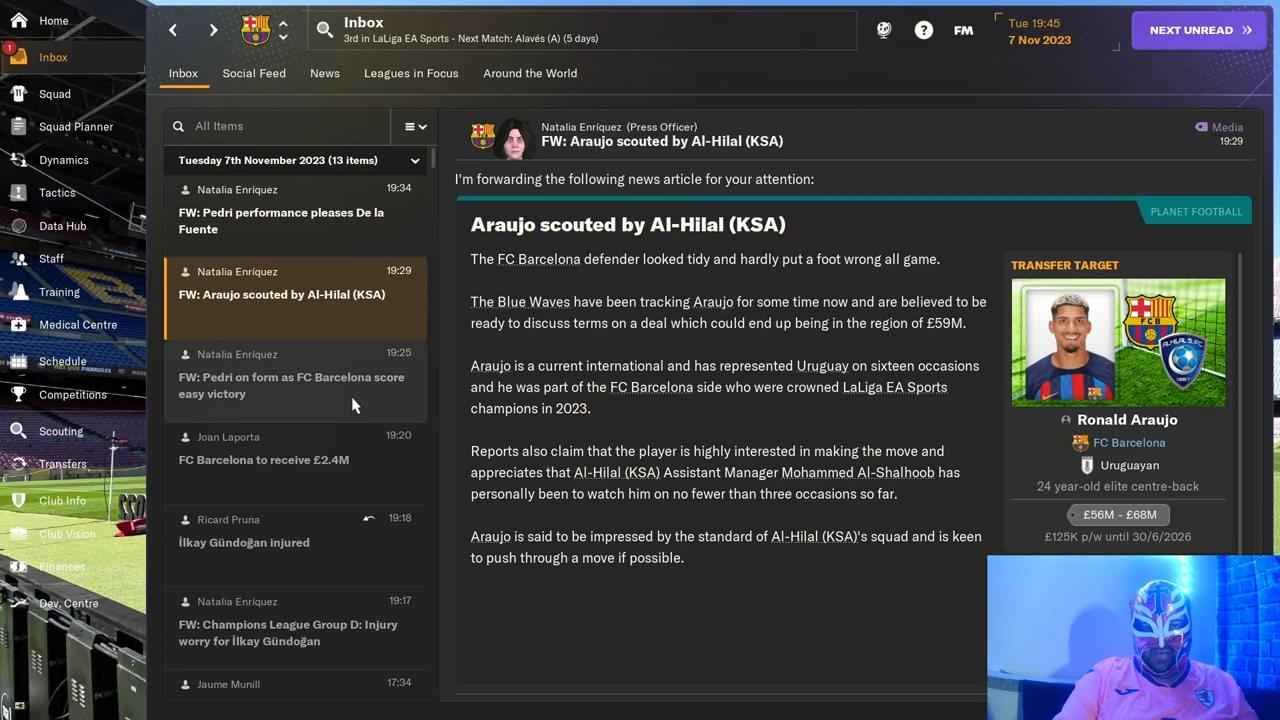 Home
1
Inbox
Squad
Squad Planner
Dynamics
Tactics
Data Hub
Staff
Training
Medical Centre
Schedule
Competitions
Scouting
Transfers
Club Info
Club Vision
Finances
Dev. Centre
Inbox
3rd in LaLiga EA Sports - Next Match: Alavés (A) (5 days)
?
FM
Tue 19:45
7 Nov 2023
NEXT UNREAD
Inbox
Social Feed
News
Leagues in Focus
Around the World
All Items
Tuesday 7th November 2023 (13 items)
Natalia Enríquez 19:34
FW: Pedri performance pleases De la
Fuente
Natalia Enríquez 19:29
FW: Araujo scouted by Al-Hilal (KSA)
Natalia Enríquez 19:25
FW: Pedri on form as FC Barcelona score
easy victory
Joan Laporta 19:20
FC Barcelona to receive £2.4M
Ricard Pruna 19:18
İlkay Gündoğan injured
Natalia Enríquez 19:17
FW: Champions League Group D: Injury
worry for İlkay Gündoğan
Jaume Munill 17:34
Natalia Enríquez (Press Officer)
FW: Araujo scouted by Al-Hilal (KSA)
Media
19:29
I'm forwarding the following news article for your attention:
PLANET FOOTBALL
Araujo scouted by Al-Hilal (KSA)
The FC Barcelona defender looked tidy and hardly put a foot wrong all game.
The Blue Waves have been tracking Araujo for some time now and are believed to be
ready to discuss terms on a deal which could end up being in the region of £59M.
Araujo is a current international and has represented Uruguay on sixteen occasions
and he was part of the FC Barcelona side who were crowned LaLiga EA Sports
champions in 2023.
Reports also claim that the player is highly interested in making the move and
appreciates that Al-Hilal (KSA) Assistant Manager Mohammed Al-Shalhoob has
personally been to watch him on no fewer than three occasions so far.
Araujo is said to be impressed by the standard of Al-Hilal (KSA)'s squad and is keen
to push through a move if possible.
TRANSFER TARGET
Ronald Araujo
FC Barcelona
Uruguayan
24 year-old elite centre-back
£56M - £68M
£125K p/w until 30/6/2026